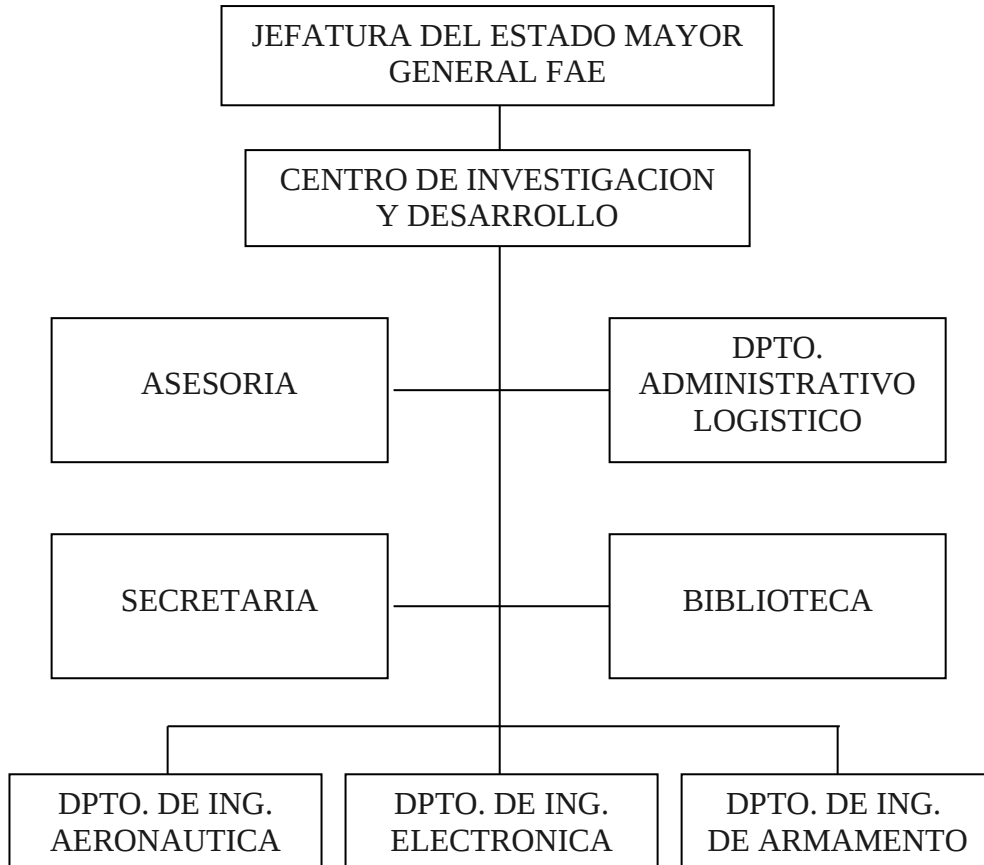 JEFATURA DEL ESTADO MAYOR
GENERAL FAE
CENTRO DE INVESTIGACION
Y DESARROLLO
ASESORIA
DPTO.
ADMINISTRATIVO
LOGISTICO
SECRETARIA
BIBLIOTECA
DPTO. DE ING.
AERONAUTICA
DPTO. DE ING.
ELECTRONICA
DPTO. DE ING.
DE ARMAMENTO